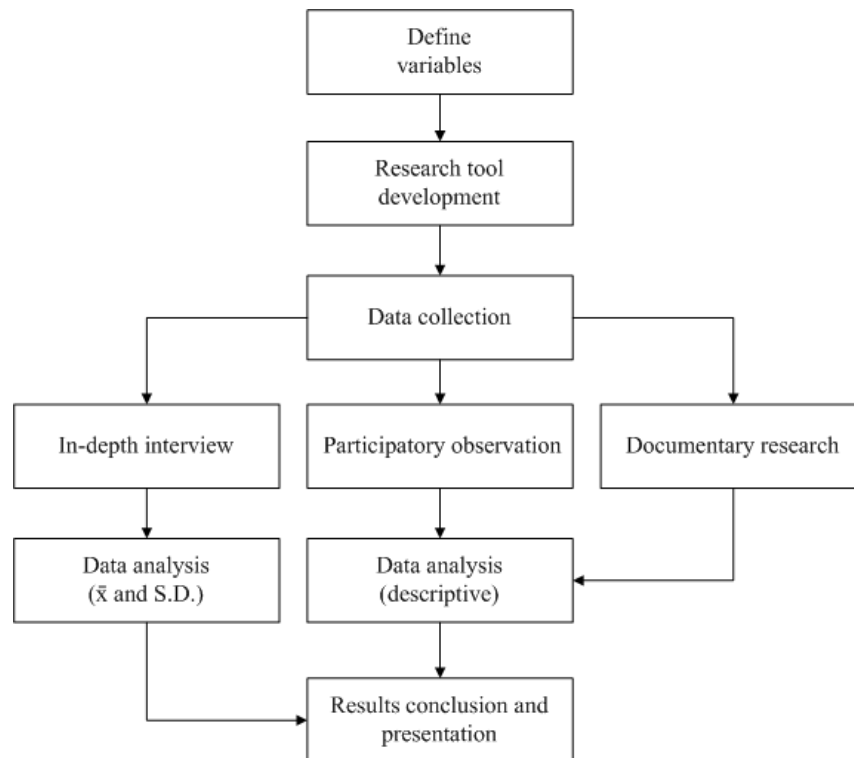 Define
variables
Research tool
development
Data collection
In-depth interview
Participatory observation
Documentary research
Data analysis
(x̄ and S.D.)
Data analysis
(descriptive)
Results conclusion and
presentation